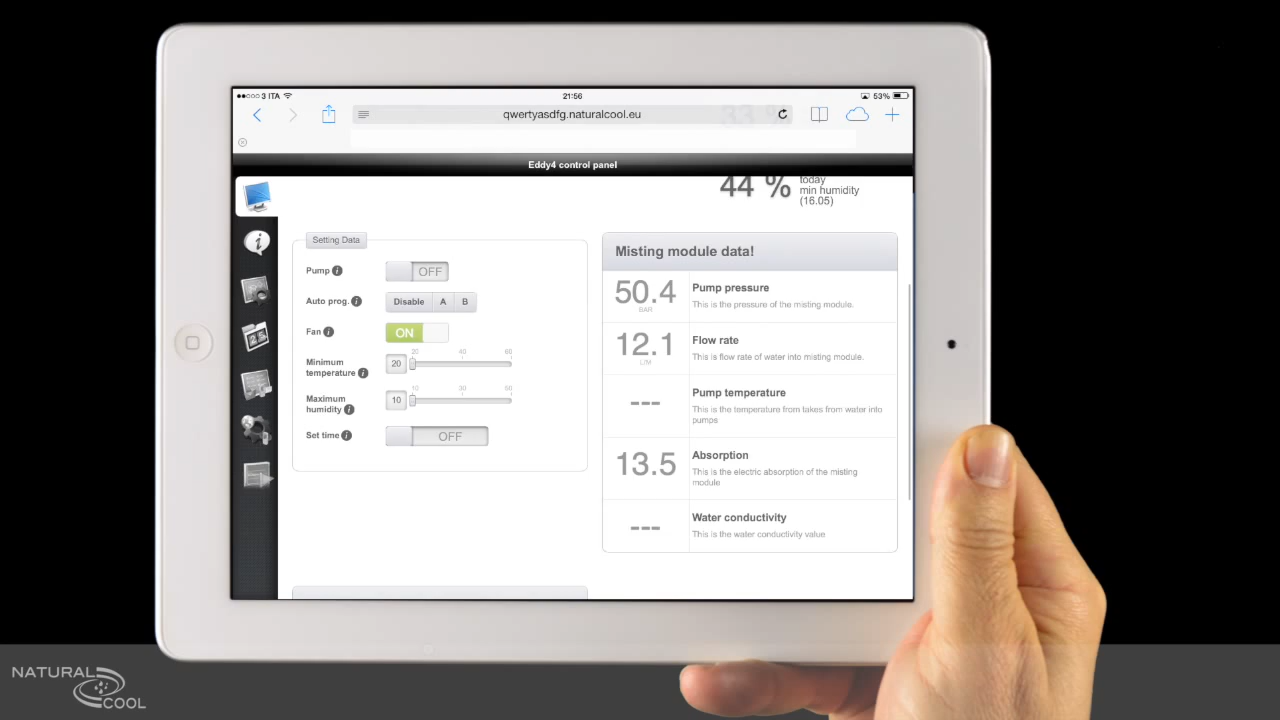 3 ITA
21:56
53%
qwertyasdfg.naturalcool.eu
33 %
Eddy4 control panel
44 %
today
min humidity
(16.05)
Setting Data
Pump
OFF
Auto prog.
Disable A B
Fan
ON
Minimum
temperature
20
20 40 60
Maximum
humidity
10
10 30 50
Set time
OFF
Misting module data!
50.4
BAR
Pump pressure
This is the pressure of the misting module.
12.1
L/M
Flow rate
This is flow rate of water into misting module.
---
Pump temperature
This is the temperature from takes from water into
pumps
13.5
Absorption
This is the electric absorption of the misting
module
---
Water conductivity
This is the water conductivity value
NATURAL
COOL